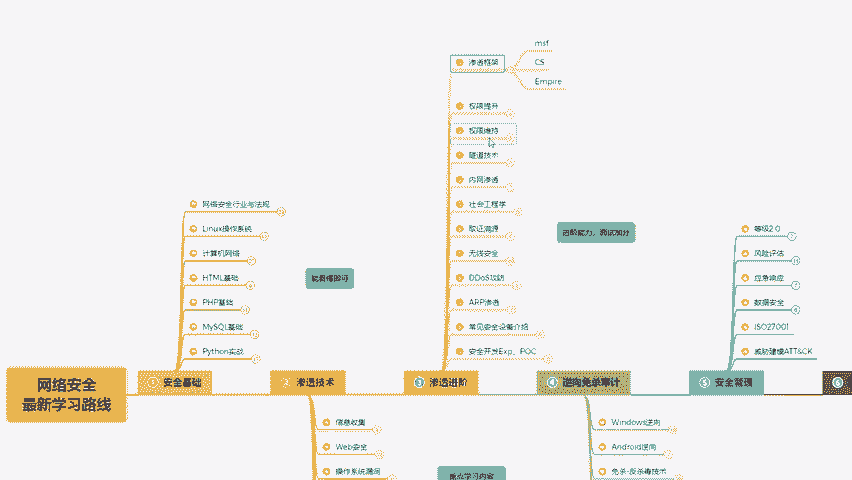 msf
渗透框架
CS
Empire
权限提升
权限维持
隧道技术
内网渗透
社会工程学
取证溯源
无线安全
DDoS攻防
ARP渗透
常见安全设备介绍
安全开发Exp、POC
进阶能力，面试加分
网络安全行业与法规
Linux操作系统
计算机网络
HTML基础
PHP基础
MySQL基础
Python实战
能看懂即可
等级2.0
风险评估
应急响应
数据安全
ISO27001
威胁建模ATT&CK
网络安全
最新学习路线
1 安全基础
2 渗透技术
3 渗透进阶
4 逆向免杀审计
5 安全管理
6
信息收集
Web安全
操作系统漏洞
重点学习内容
Windows逆向
Android逆向
免杀-反杀毒技术